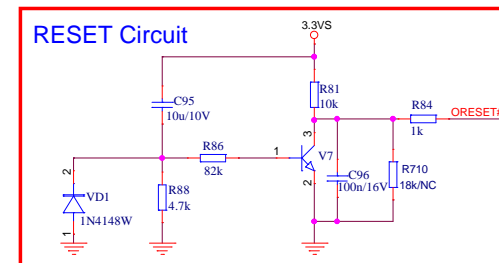 RESET Circuit
3.3VS
C95
10u/10V
R81
10k
R84
1k
ORESET#
R86
82k
1
3
V7
2
C96
100n/16V
R710
18k/NC
2
VD1
1N4148W
1
R88
4.7k